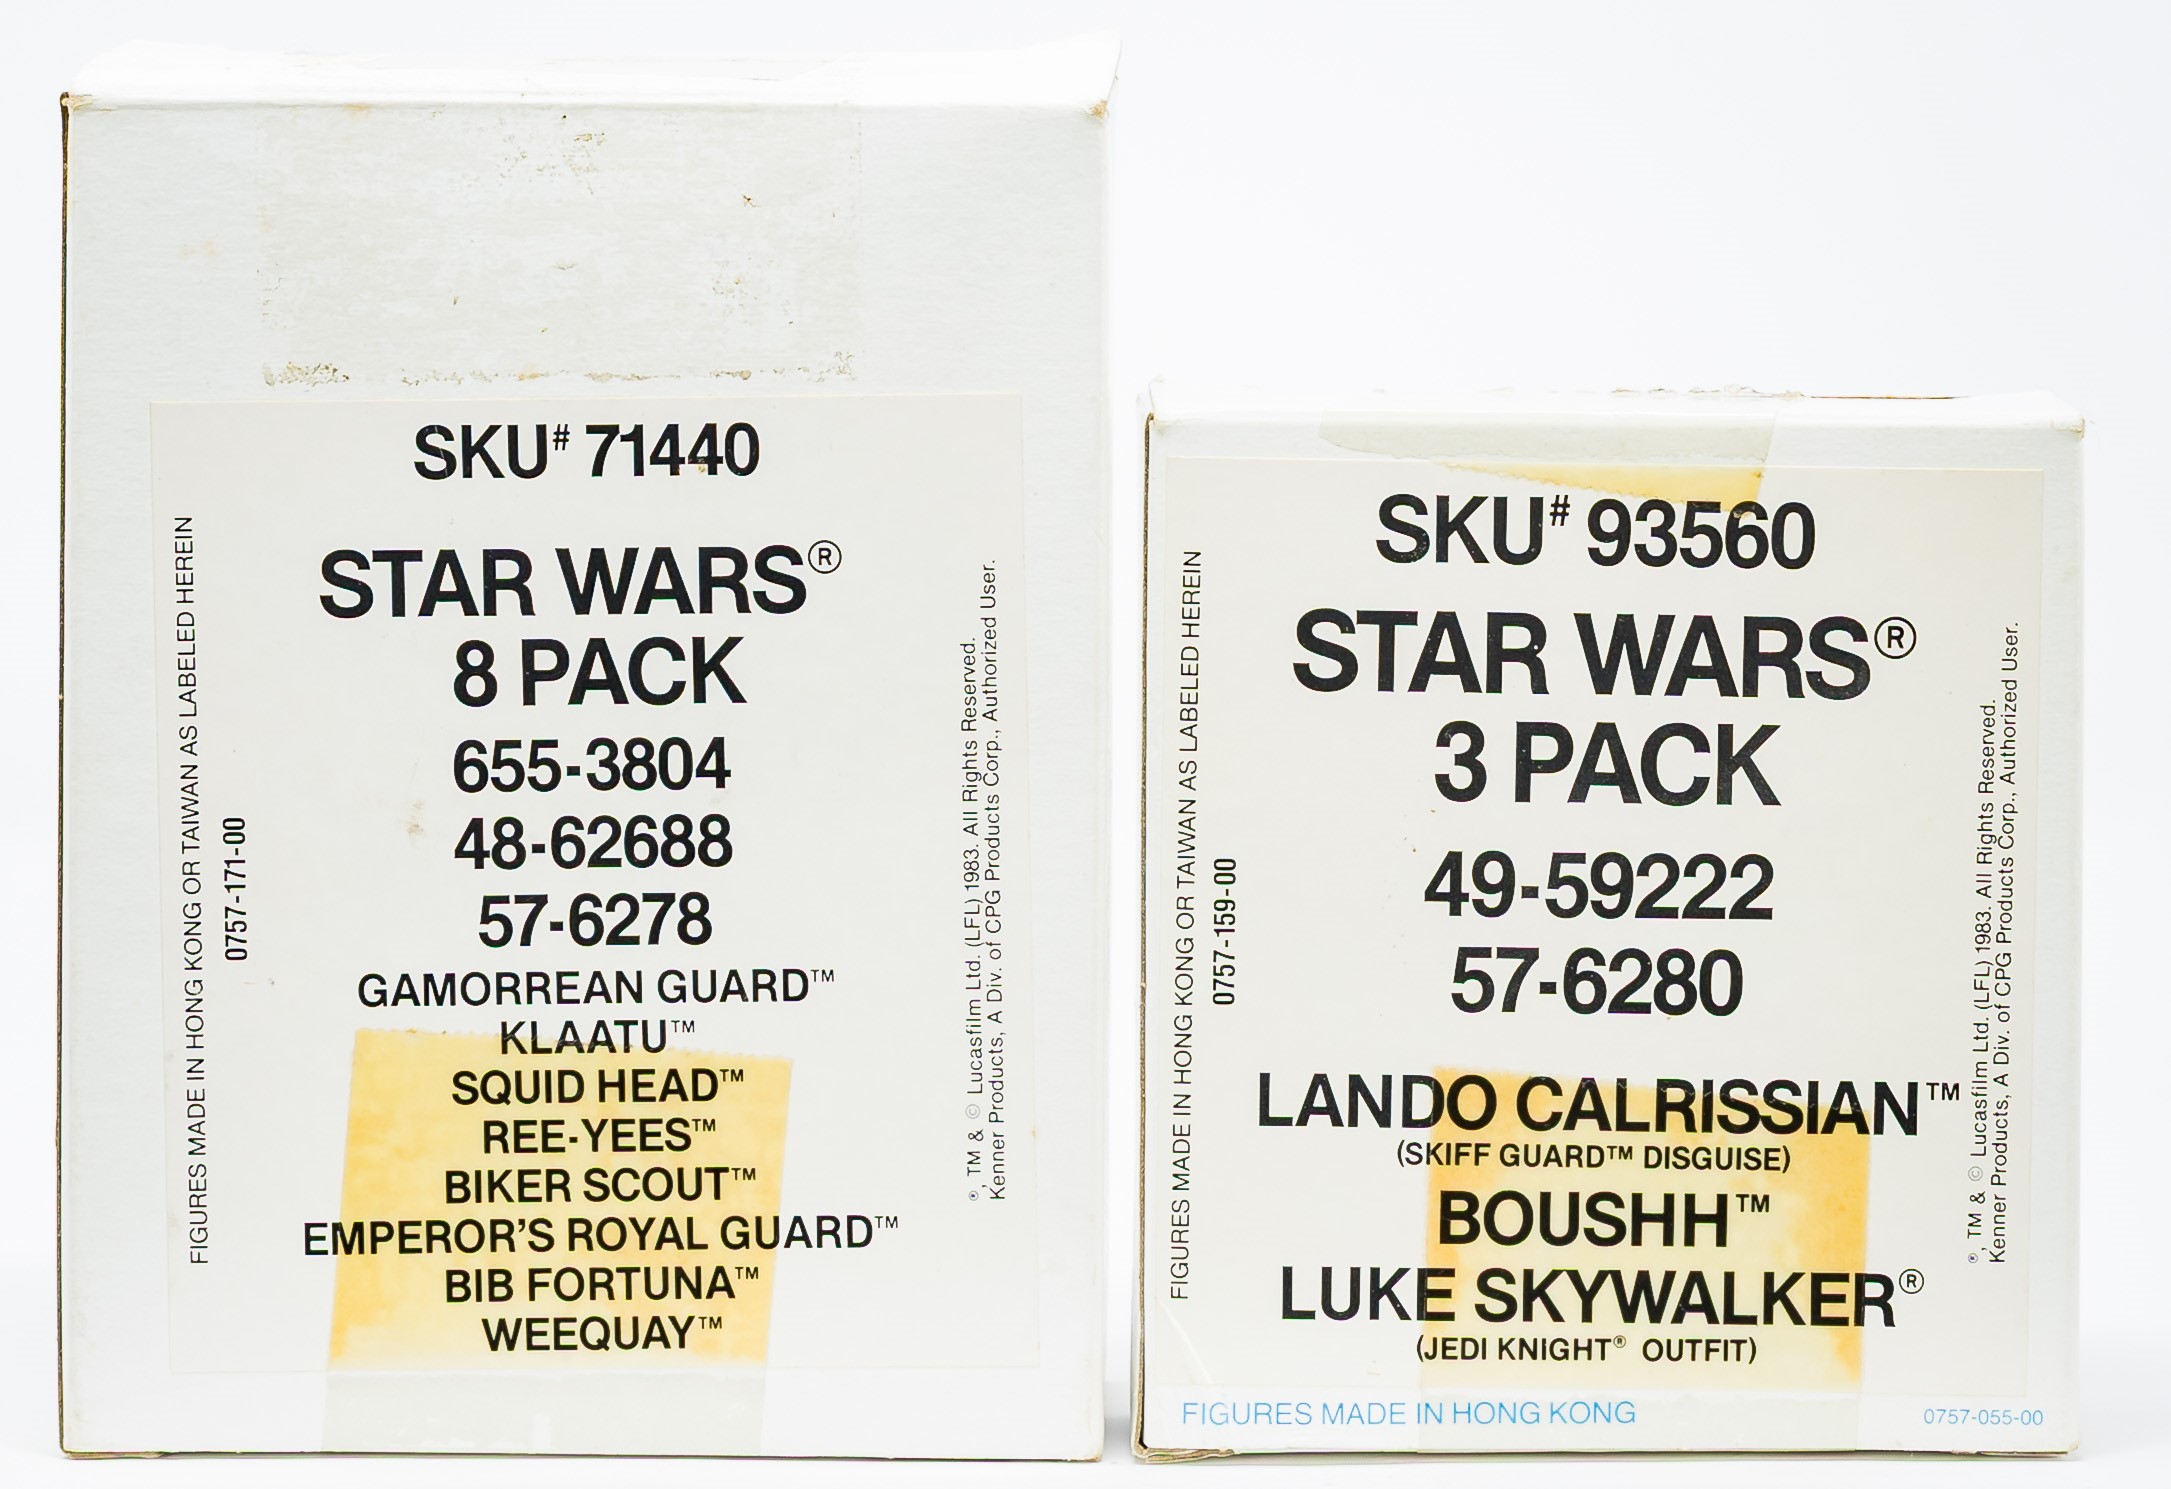 SKU# 71440
STAR WARS®
8 PACK
655-3804
48-62688
57-6278
GAMORREAN GUARD™
KLAATU™
SQUID HEAD™
REE-YEES™
BIKER SCOUT™
EMPEROR'S ROYAL GUARD™
BIB FORTUNA™
WEEQUAY™
FIGURES MADE IN HONG KONG OR TAIWAN AS LABELED HEREIN
0757-171-00
®, TM & © Lucasfilm Ltd. (LFL) 1983. All Rights Reserved.
Kenner Products, A Div. of CPG Products Corp., Authorized User.
SKU# 93560
STAR WARS®
3 PACK
49-59222
57-6280
LANDO CALRISSIAN™
(SKIFF GUARD™ DISGUISE)
BOUSHH™
LUKE SKYWALKER®
(JEDI KNIGHT® OUTFIT)
FIGURES MADE IN HONG KONG OR TAIWAN AS LABELED HEREIN
0757-159-00
®, TM & © Lucasfilm Ltd. (LFL) 1983. All Rights Reserved.
Kenner Products, A Div. of CPG Products Corp., Authorized User.
FIGURES MADE IN HONG KONG
0757-055-00